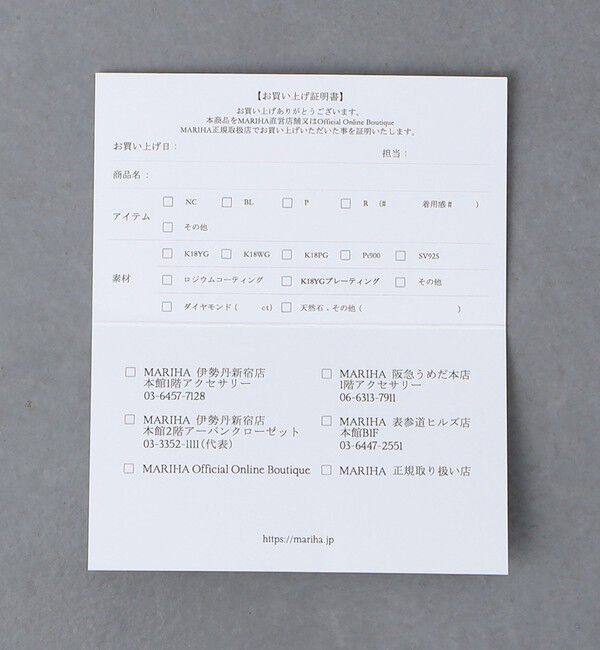 【お買い上げ証明書】
お買い上げありがとうございます。
本商品をMARIHA直営店舗又はOfficial Online Boutique
MARIHA正規取扱店でお買い上げいただいた事を証明いたします。
お買い上げ日： 担当：
商品名：
アイテム
□ NC □ BL □ P □ R (# 着用感# )
□ その他
素材
□ K18YG □ K18WG □ K18PG □ Pt900 □ SV925
□ ロジウムコーティング □ K18YGプレーティング □ その他
□ ダイヤモンド ( ct) □ 天然石．その他 ( )
□ MARIHA 伊勢丹新宿店
本館1階アクセサリー
03-6457-7128
□ MARIHA 阪急うめだ本店
1階アクセサリー
06-6313-7911
□ MARIHA 伊勢丹新宿店
本館2階アーバンクローゼット
03-3352-1111(代表)
□ MARIHA 表参道ヒルズ店
本館B1F
03-6447-2551
□ MARIHA Official Online Boutique
□ MARIHA 正規取り扱い店
https://mariha.jp